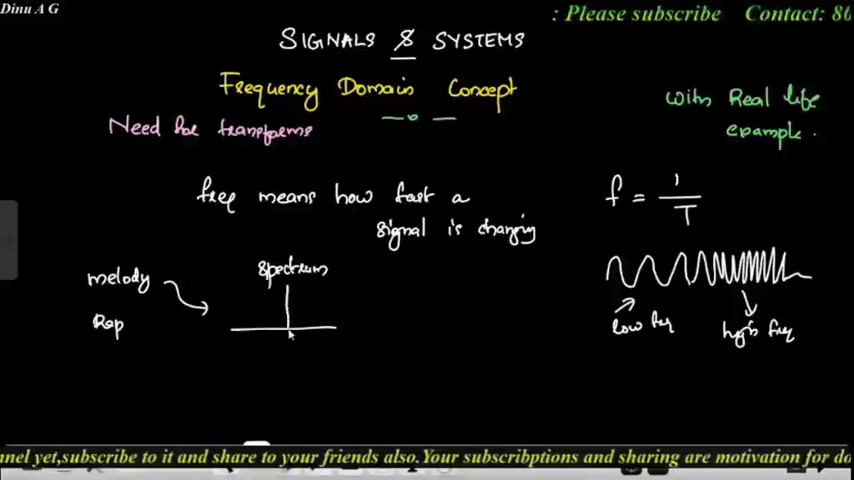 Dinu A G
: Please subscribe Contact: 80
SIGNALS & SYSTEMS
Frequency Domain Concept
with Real life
example.
Need for transforms
freq means how fast a
signal is changing
f = 1/T
spectrum
melody
Rap
low freq
high freq
nnel yet,subscribe to it and share to your friends also.Your subscribptions and sharing are motivation for do